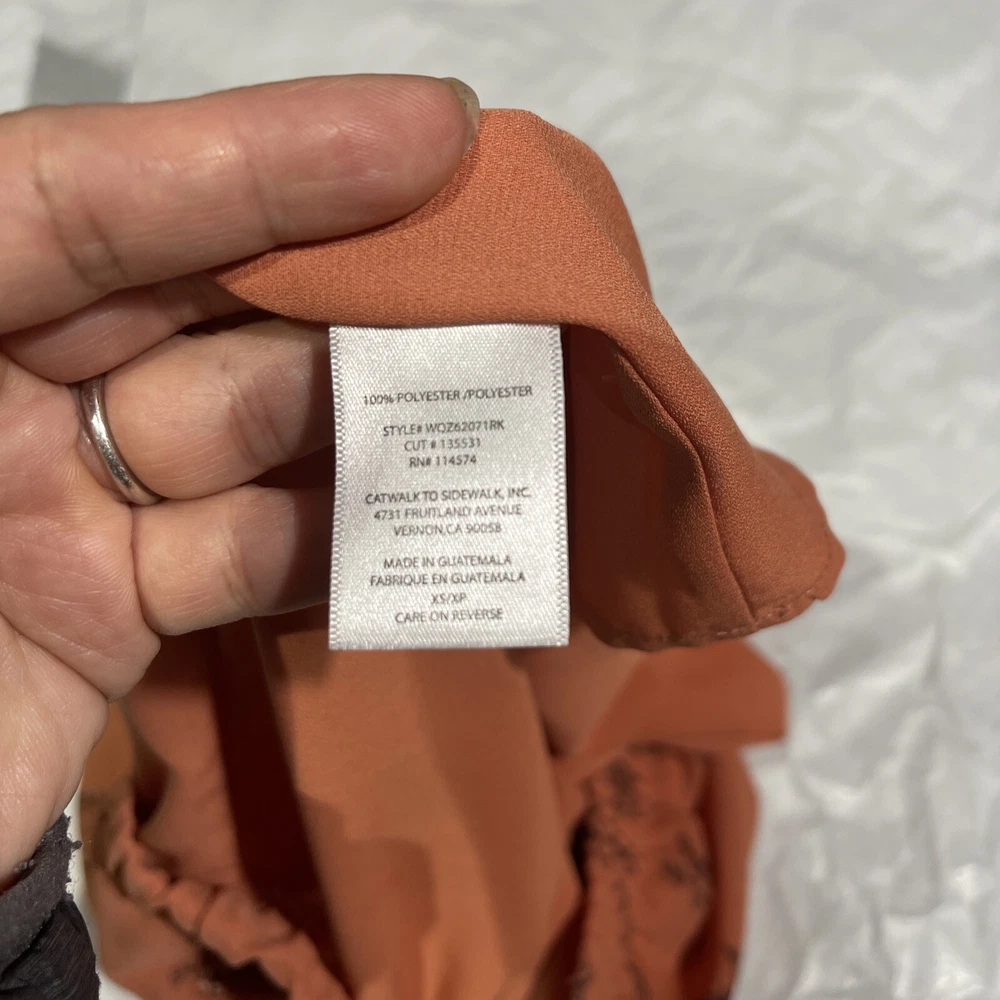 100% POLYESTER /POLYESTER
STYLE# WQZ62071RK
CUT # 135531
RN# 114574
CATWALK TO SIDEWALK, INC.
4731 FRUITLAND AVENUE
VERNON,CA 90058
MADE IN GUATEMALA
FABRIQUE EN GUATEMALA
XS/XP
CARE ON REVERSE